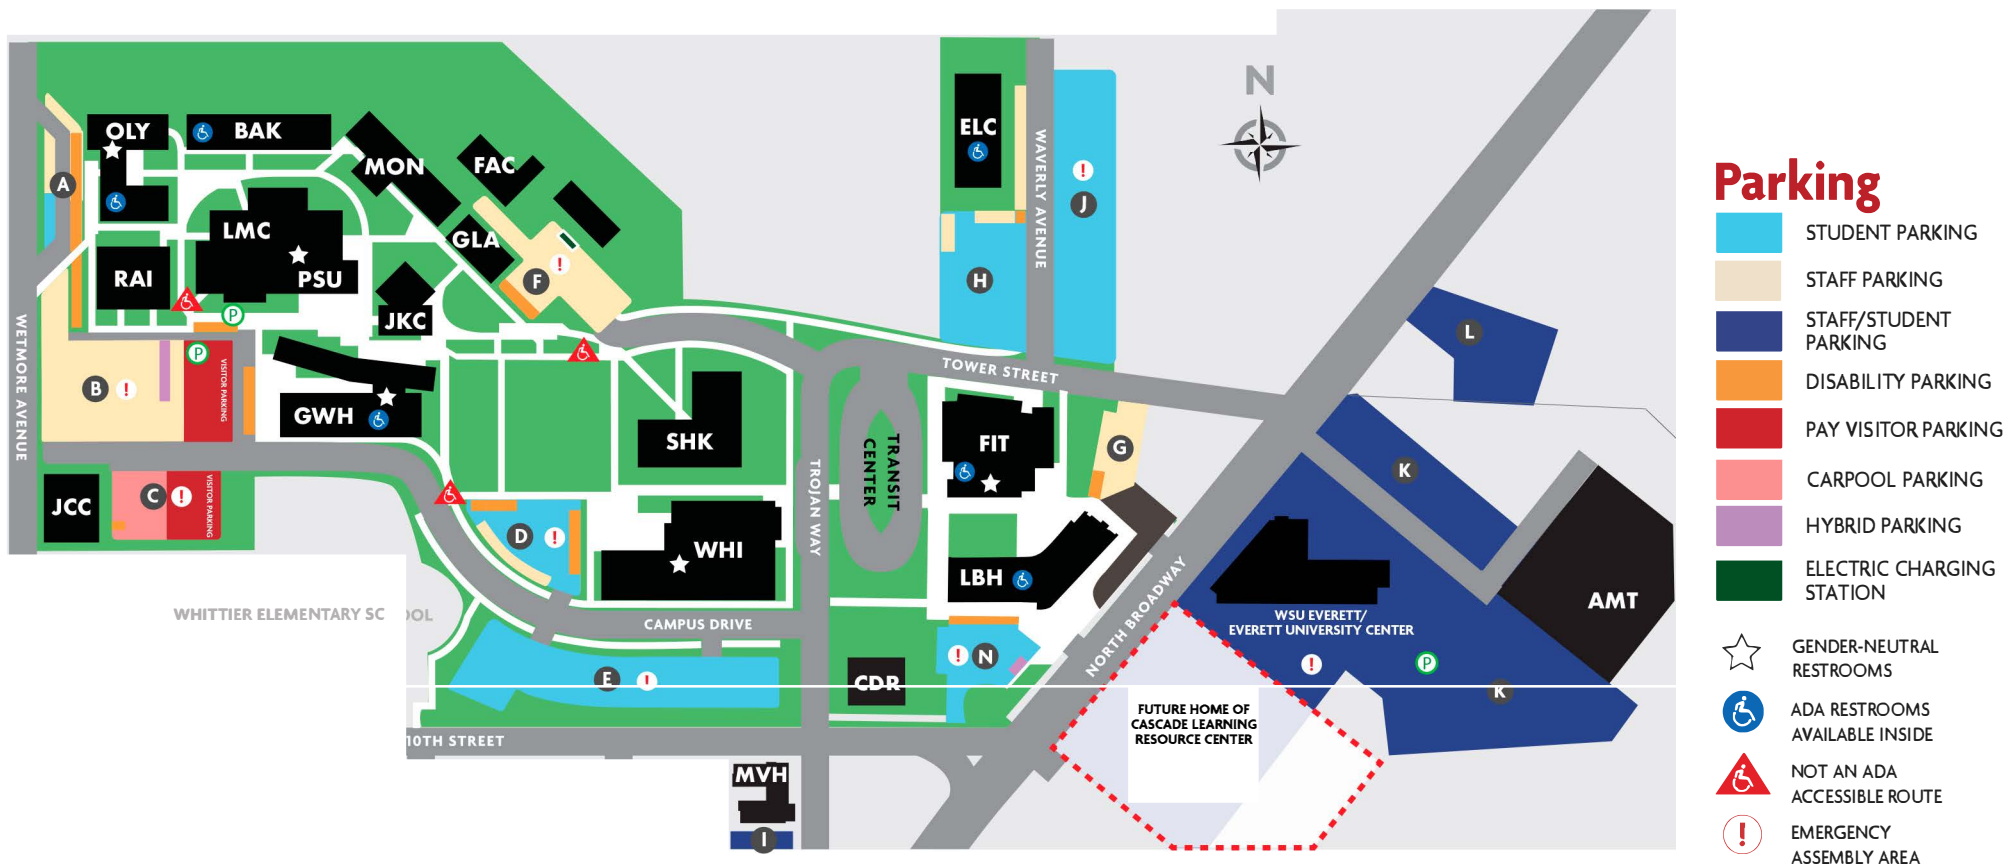 N
OLY
BAK
MON
FAC
ELC
WAVERLY AVENUE
A
J
LMC
PSU
GLA
RAI
F
H
JKC
P
P
WETMORE AVENUE
VISITOR PARKING
B
GWH
TOWER STREET
L
SHK
TRANSIT
CENTER
FIT
G
K
JCC
C
VISITOR PARKING
TROJAN WAY
D
WHI
LBH
NORTH BROADWAY
WSU EVERETT/
EVERETT UNIVERSITY CENTER
AMT
WHITTIER ELEMENTARY SC OOL
CAMPUS DRIVE
E
N
CDR
P
K
FUTURE HOME OF
CASCADE LEARNING
RESOURCE CENTER
10TH STREET
MVH
I
Parking
STUDENT PARKING
STAFF PARKING
STAFF/STUDENT
PARKING
DISABILITY PARKING
PAY VISITOR PARKING
CARPOOL PARKING
HYBRID PARKING
ELECTRIC CHARGING
STATION
GENDER-NEUTRAL
RESTROOMS
ADA RESTROOMS
AVAILABLE INSIDE
NOT AN ADA
ACCESSIBLE ROUTE
EMERGENCY
ASSEMBLY AREA